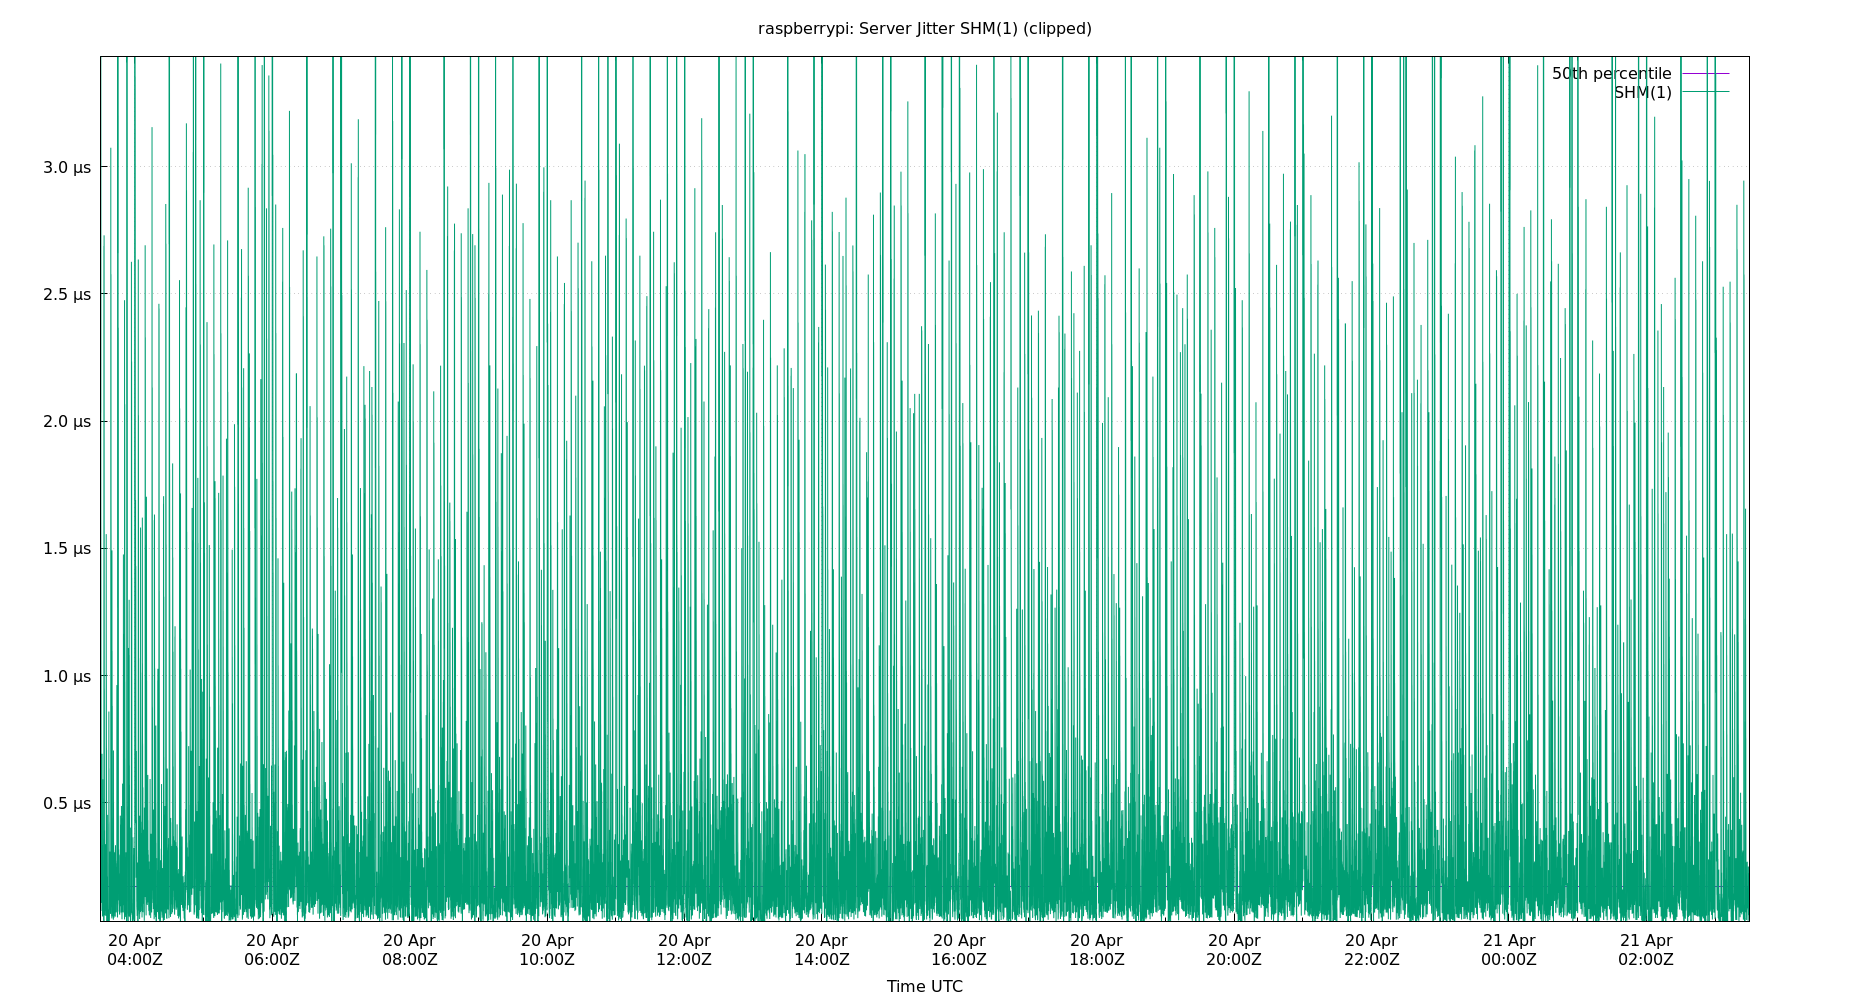 raspberrypi: Server Jitter SHM(1) (clipped)
50th percentile
SHM(1)
3.0 µs
2.5 µs
2.0 µs
1.5 µs
1.0 µs
0.5 µs
20 Apr 20 Apr 20 Apr 20 Apr 20 Apr 20 Apr 20 Apr 20 Apr 20 Apr 20 Apr 21 Apr 21 Apr
04:00Z 06:00Z 08:00Z 10:00Z 12:00Z 14:00Z 16:00Z 18:00Z 20:00Z 22:00Z 00:00Z 02:00Z
Time UTC